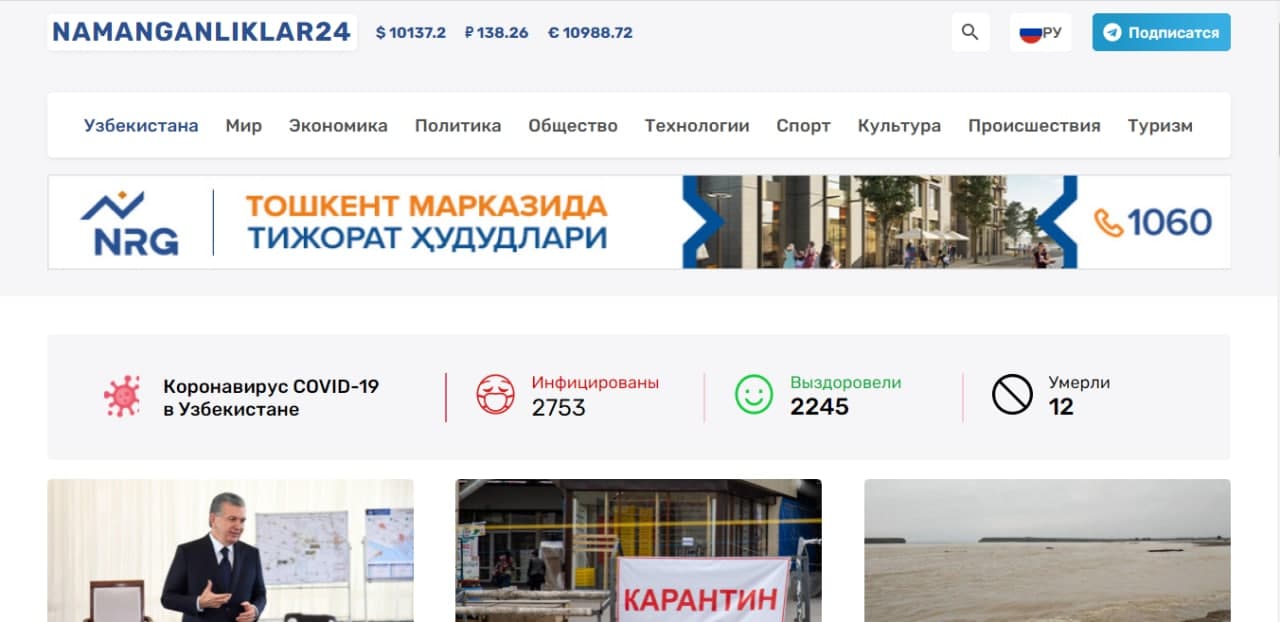 NAMANGANLIKLAR24
$ 10137.2 ₽ 138.26 € 10988.72
РУ
Подписатся
Узбекистана Мир Экономика Политика Общество Технологии Спорт Культура Происшествия Туризм
NRG
ТОШКЕНТ МАРКАЗИДА
ТИЖОРАТ ҲУДУДЛАРИ
1060
Коронавирус COVID-19
в Узбекистане
Инфицированы
2753
Выздоровели
2245
Умерли
12
КАРАНТИН